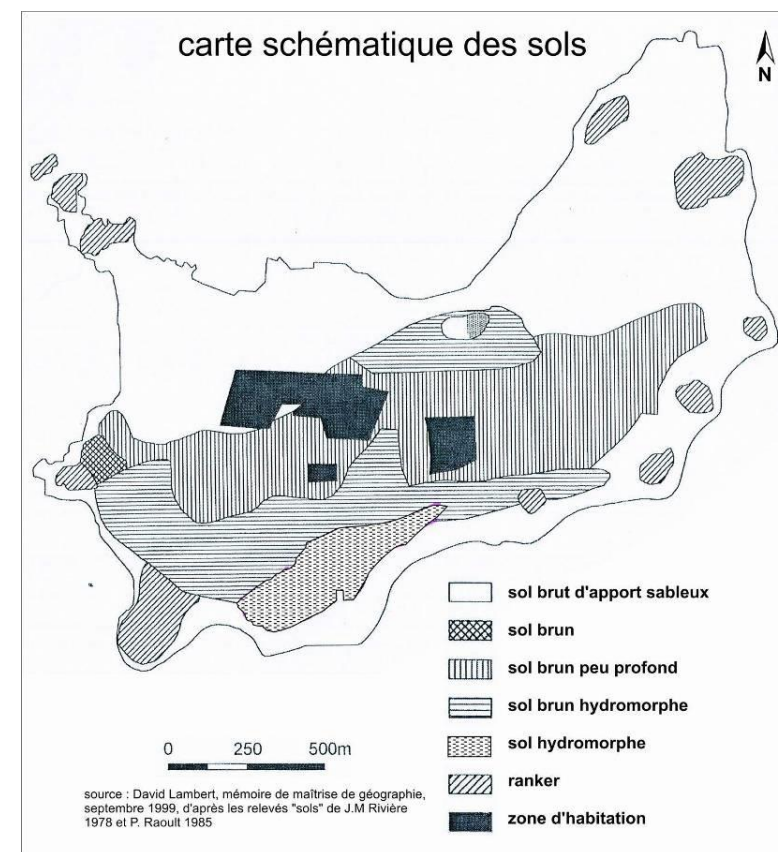 carte schématique des sols
N
sol brut d'apport sableux
sol brun
sol brun peu profond
sol brun hydromorphe
sol hydromorphe
ranker
zone d'habitation
0 250 500m
source : David Lambert, mémoire de maîtrise de géographie,
septembre 1999, d'après les relevés "sols" de J.M Rivière
1978 et P. Raoult 1985